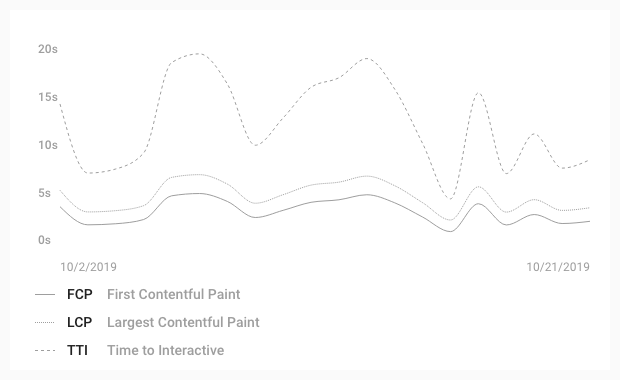 20s
15s
10s
5s
0s
10/2/2019 10/21/2019
FCP First Contentful Paint
LCP Largest Contentful Paint
TTI Time to Interactive